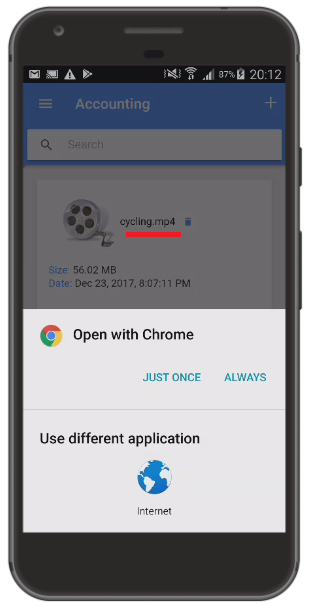 87% 20:12
Accounting
Search
cycling.mp4
Size: 56.02 MB
Date: Dec 23, 2017, 8:07:11 PM
Open with Chrome
JUST ONCE ALWAYS
Use different application
Internet